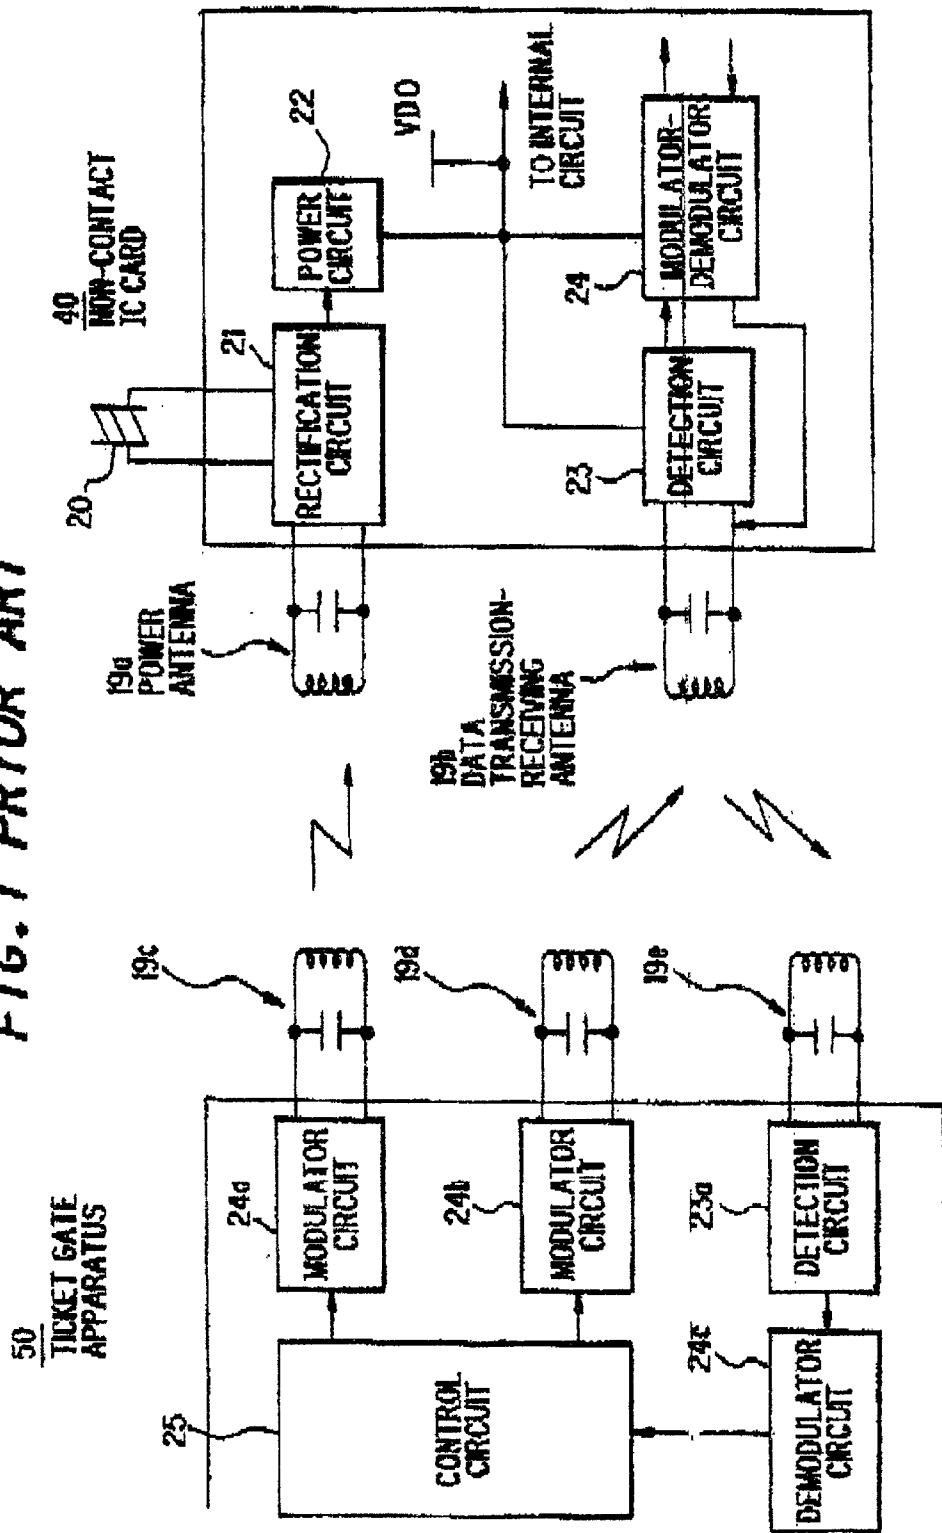 FIG.1 PRIOR ART
50
TICKET GATE
APPARATUS
40
NON-CONTACT
IC CARD
25
CONTROL
CIRCUIT
24a
MODULATOR
CIRCUIT
19c
24b
MODULATOR
CIRCUIT
19d
23a
DETECTION
CIRCUIT
19e
24c
DEMODULATOR
CIRCUIT
19a
POWER
ANTENNA
20
21
RECTIFICATION
CIRCUIT
22
POWER
CIRCUIT
VDD
TO INTERNAL
CIRCUIT
19b
DATA
TRANSMISSION-
RECEIVING
ANTENNA
23
DETECTION
CIRCUIT
24
MODULATOR-
DEMODULATOR
CIRCUIT